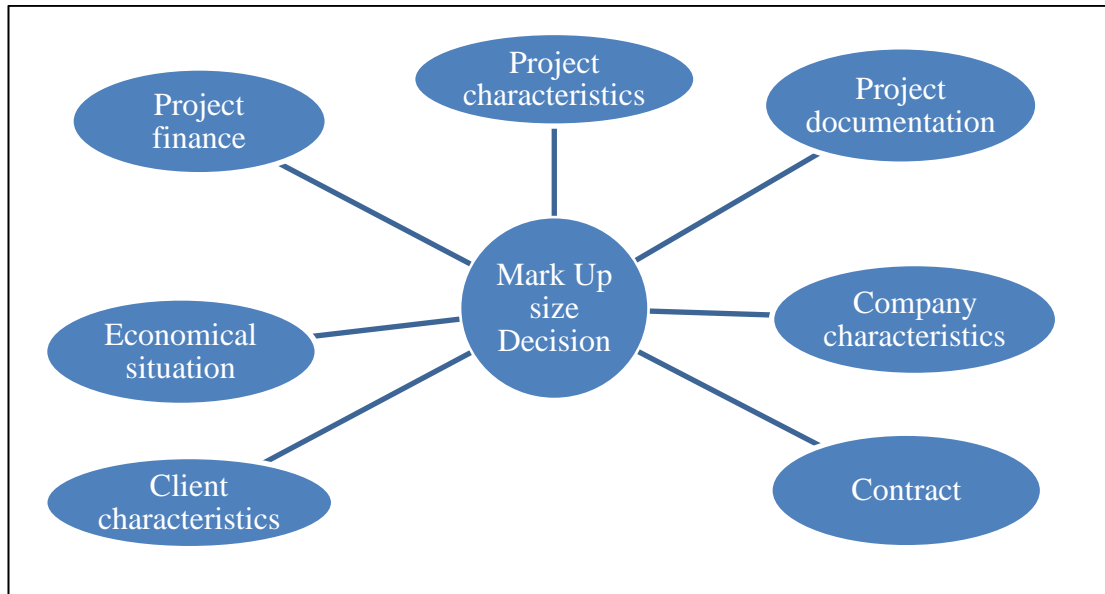 Project
characteristics
Project
finance
Project
documentation
Mark Up
size
Decision
Company
characteristics
Economical
situation
Client
characteristics
Contract